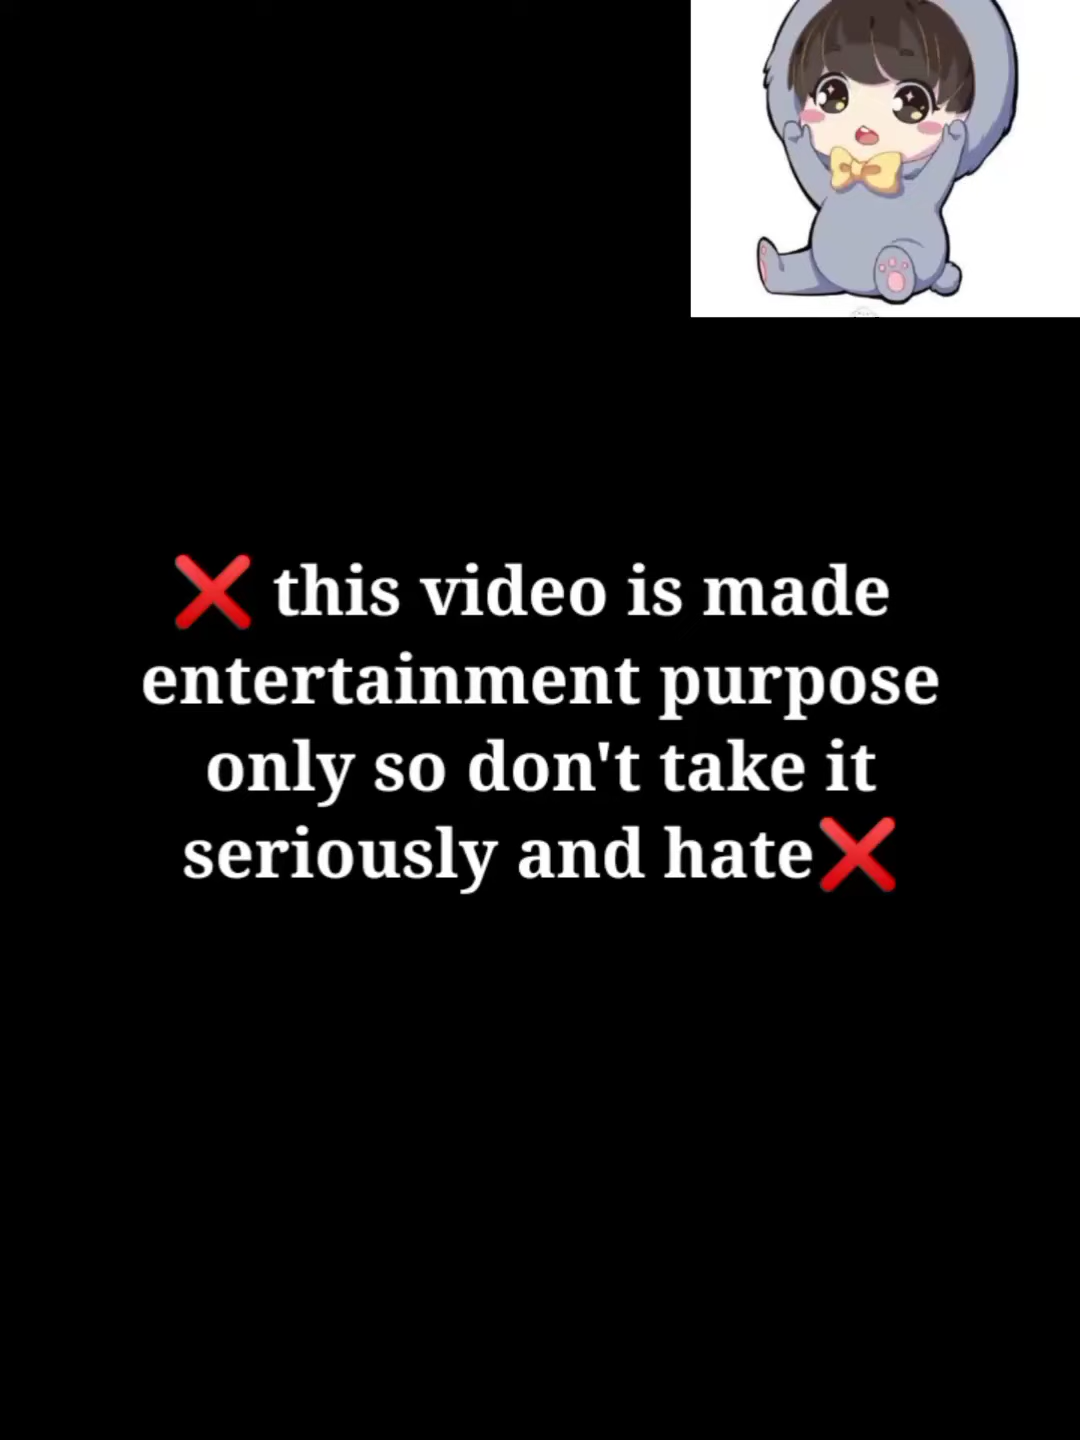 ❌ this video is made
entertainment purpose
only so don't take it
seriously and hate❌